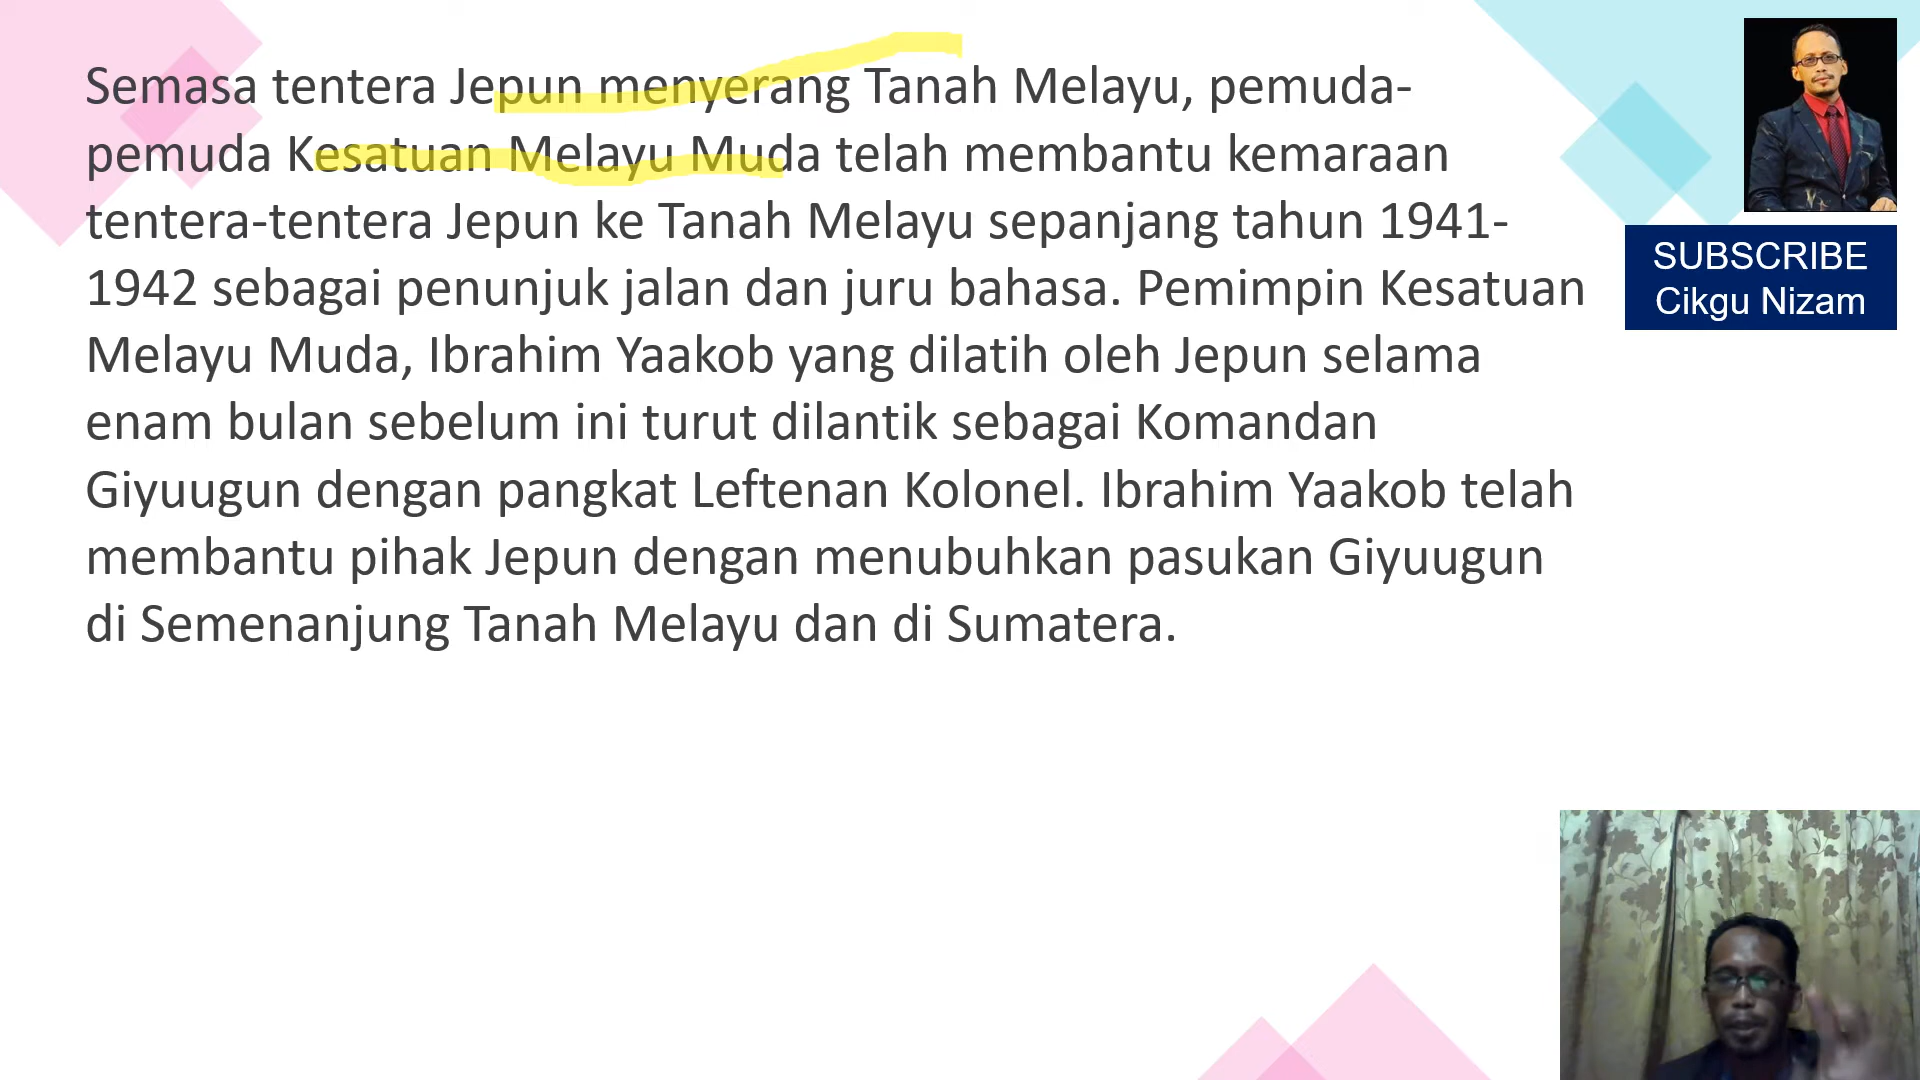 Semasa tentera Jepun menyerang Tanah Melayu, pemuda-
pemuda Kesatuan Melayu Muda telah membantu kemaraan
tentera-tentera Jepun ke Tanah Melayu sepanjang tahun 1941-
1942 sebagai penunjuk jalan dan juru bahasa. Pemimpin Kesatuan
Melayu Muda, Ibrahim Yaakob yang dilatih oleh Jepun selama
enam bulan sebelum ini turut dilantik sebagai Komandan
Giyuugun dengan pangkat Leftenan Kolonel. Ibrahim Yaakob telah
membantu pihak Jepun dengan menubuhkan pasukan Giyuugun
di Semenanjung Tanah Melayu dan di Sumatera.
SUBSCRIBE
Cikgu Nizam